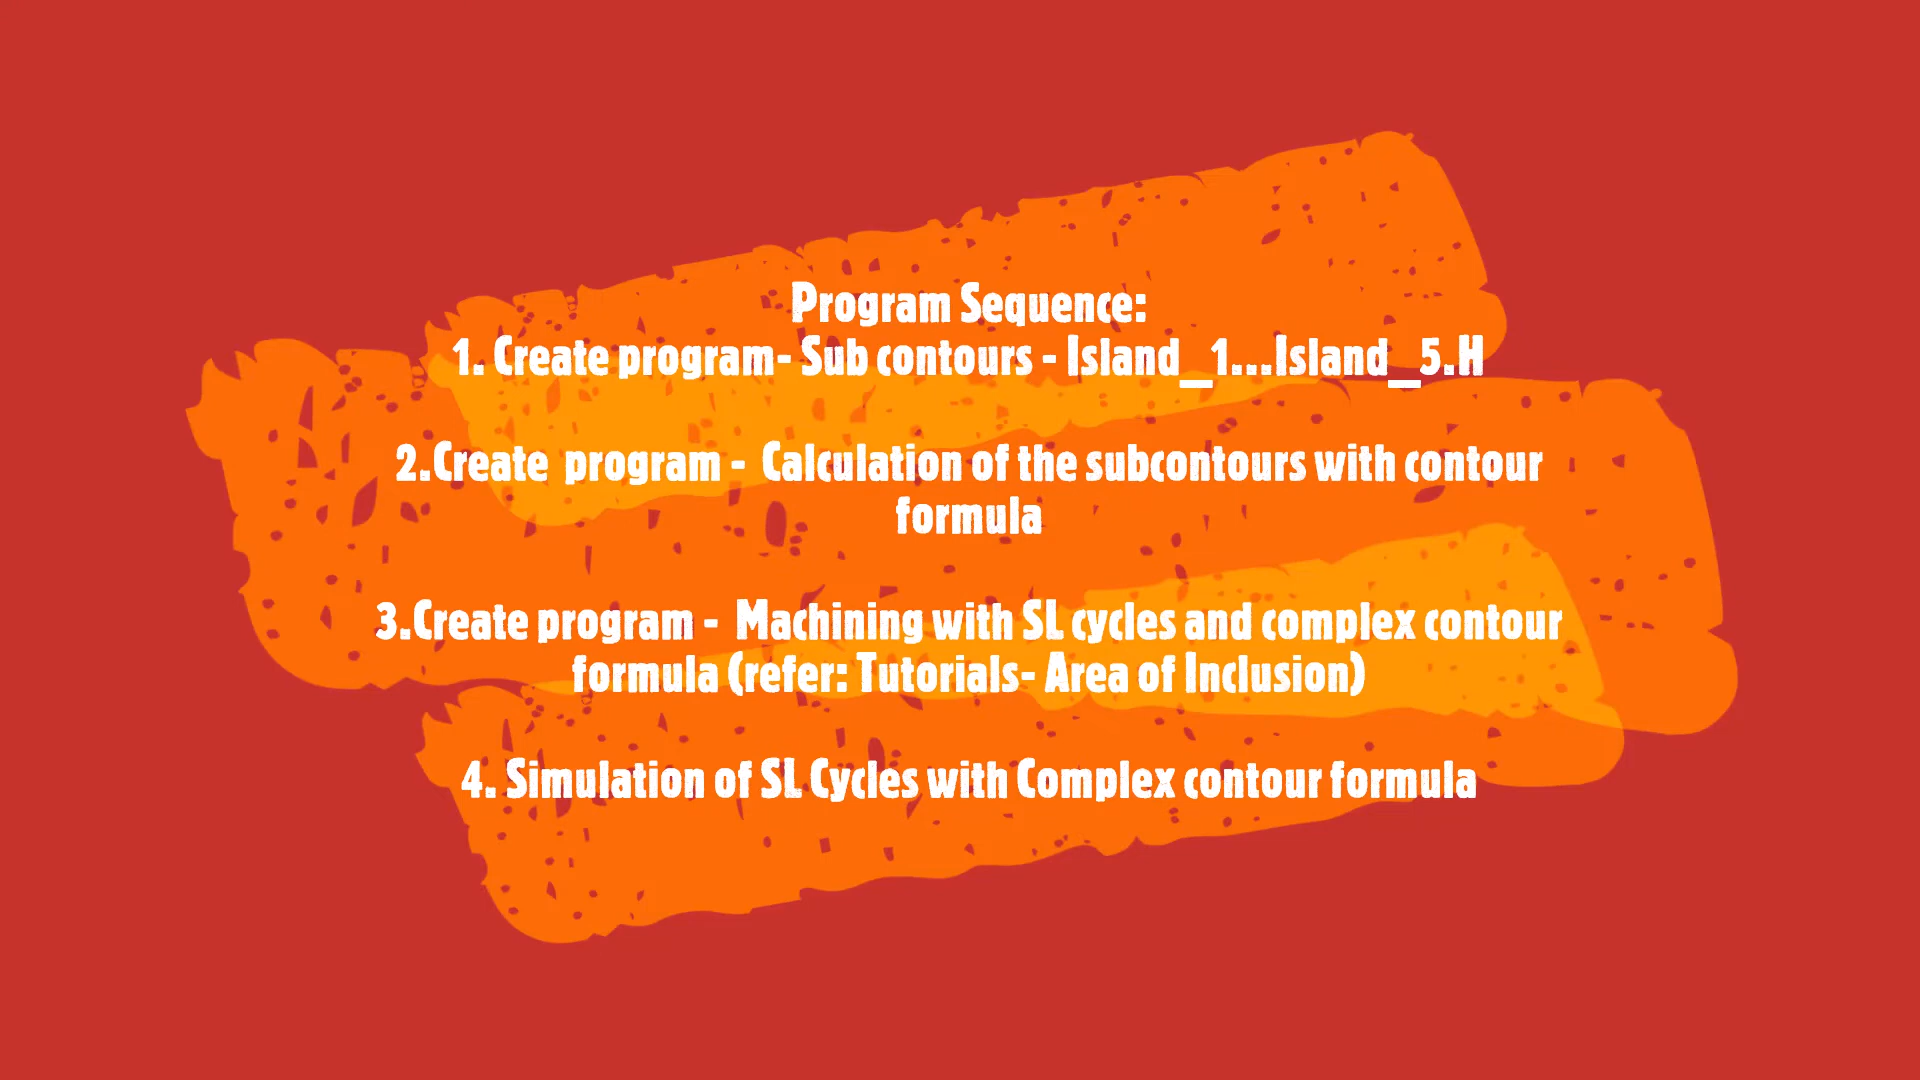 Program Sequence:
1. Create program- Sub contours - Island_1...Island_5.H
2.Create program - Calculation of the subcontours with contour
formula
3.Create program - Machining with SL cycles and complex contour
formula (refer: Tutorials- Area of Inclusion)
4. Simulation of SL Cycles with Complex contour formula